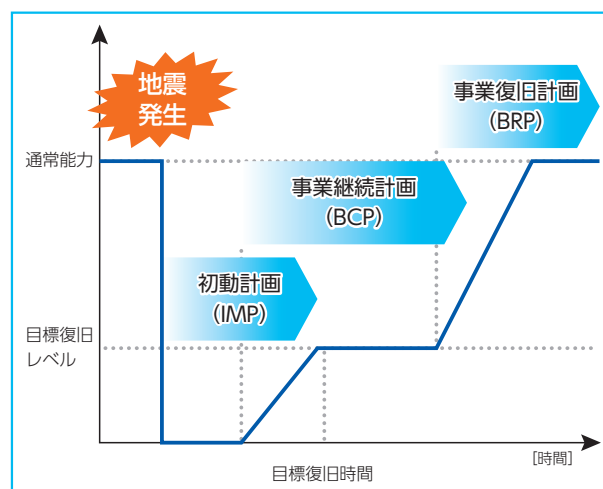 地震
発生
事業復旧計画
(BRP)
通常能力
事業継続計画
(BCP)
初動計画
(IMP)
目標復旧
レベル
[時間]
目標復旧時間